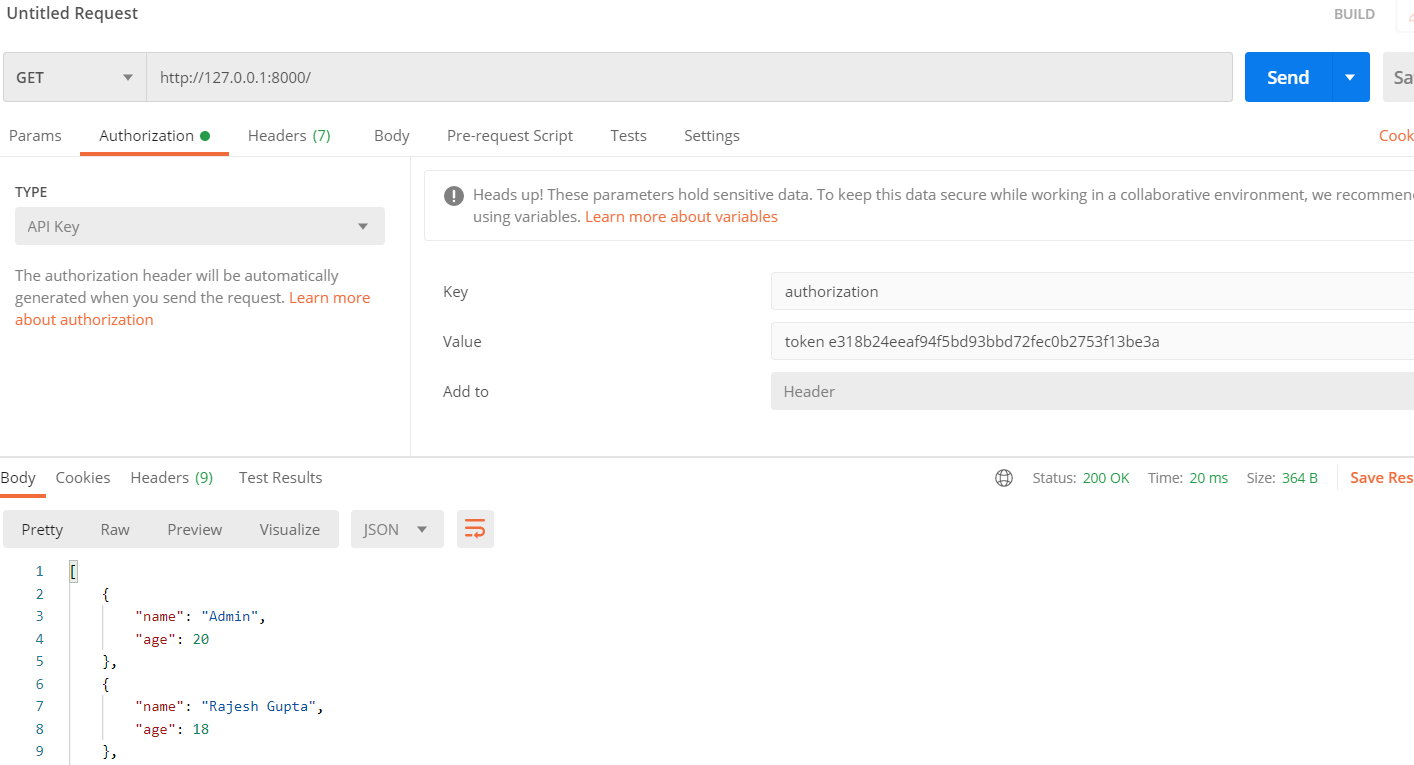 Untitled Request
BUILD
GET
http://127.0.0.1:8000/
Send
Sa
Params
Authorization
Headers (7)
Body
Pre-request Script
Tests
Settings
Cook
TYPE
API Key
The authorization header will be automatically
generated when you send the request. Learn more
about authorization
Heads up! These parameters hold sensitive data. To keep this data secure while working in a collaborative environment, we recommend
using variables. Learn more about variables
Key
authorization
Value
token e318b24eeaf94f5bd93bbd72fec0b2753f13be3a
Add to
Header
Body
Cookies
Headers (9)
Test Results
Status: 200 OK
Time: 20 ms
Size: 364 B
Save Res
Pretty
Raw
Preview
Visualize
JSON
1 [
2 {
3 "name": "Admin",
4 "age": 20
5 },
6 {
7 "name": "Rajesh Gupta",
8 "age": 18
9 },